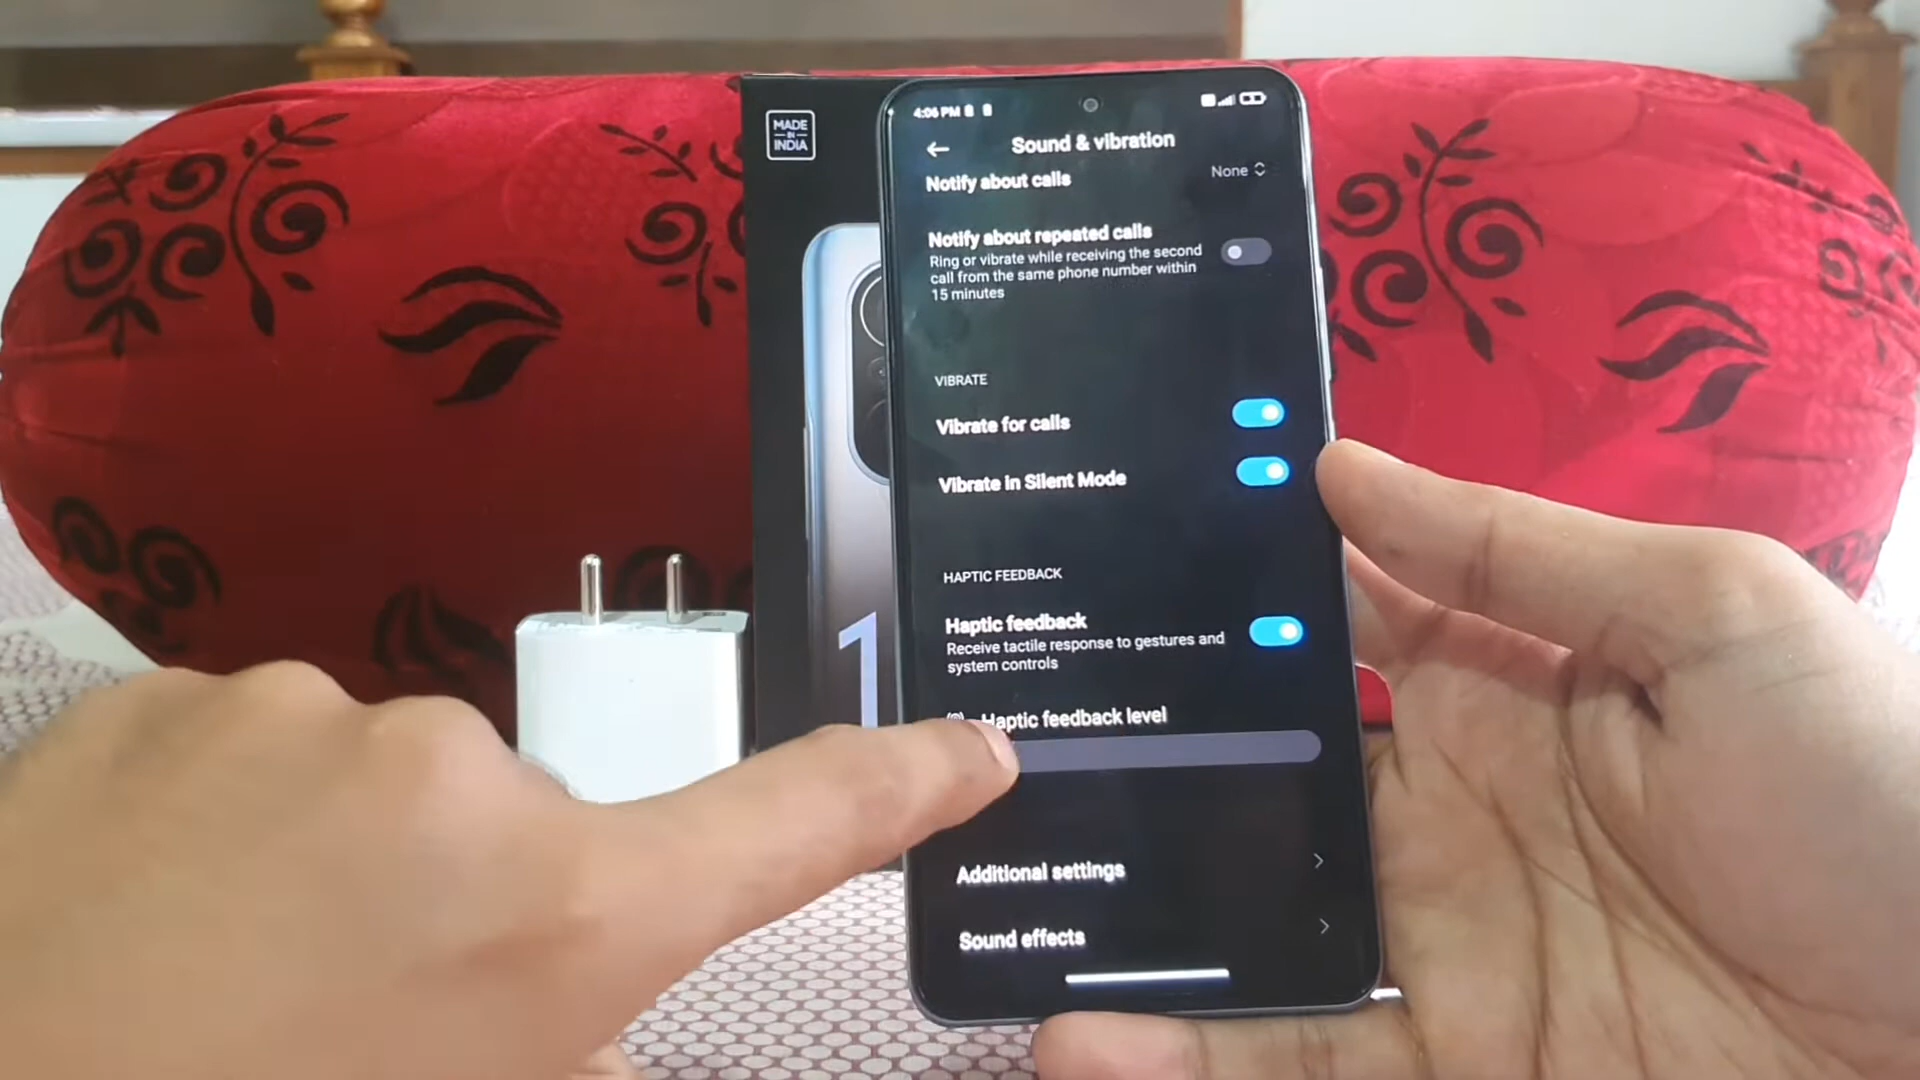 MADE
IN
INDIA
4:06 PM
Sound & vibration
Notify about calls
None
Notify about repeated calls
Ring or vibrate while receiving the second
call from the same phone number within
15 minutes
VIBRATE
Vibrate for calls
Vibrate in Silent Mode
HAPTIC FEEDBACK
Haptic feedback
Receive tactile response to gestures and
system controls
Haptic feedback level
1
Additional settings
Sound effects